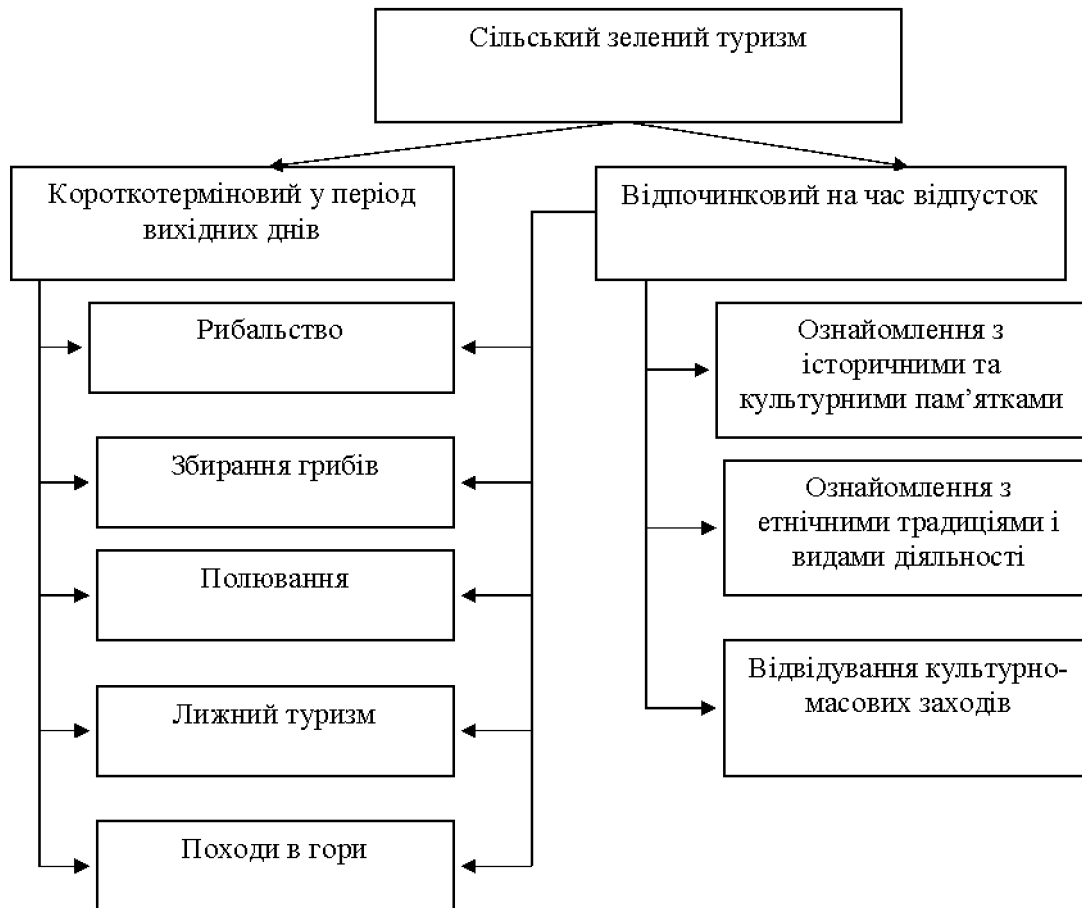 Сільський зелений туризм
Короткотерміновий у період
вихідних днів
Відпочинковий на час відпусток
Рибальство
Збирання грибів
Полювання
Лижний туризм
Походи в гори
Ознайомлення з
історичними та
культурними пам’ятками
Ознайомлення з
етнічними традиціями і
видами діяльності
Відвідування культурно-
масових заходів